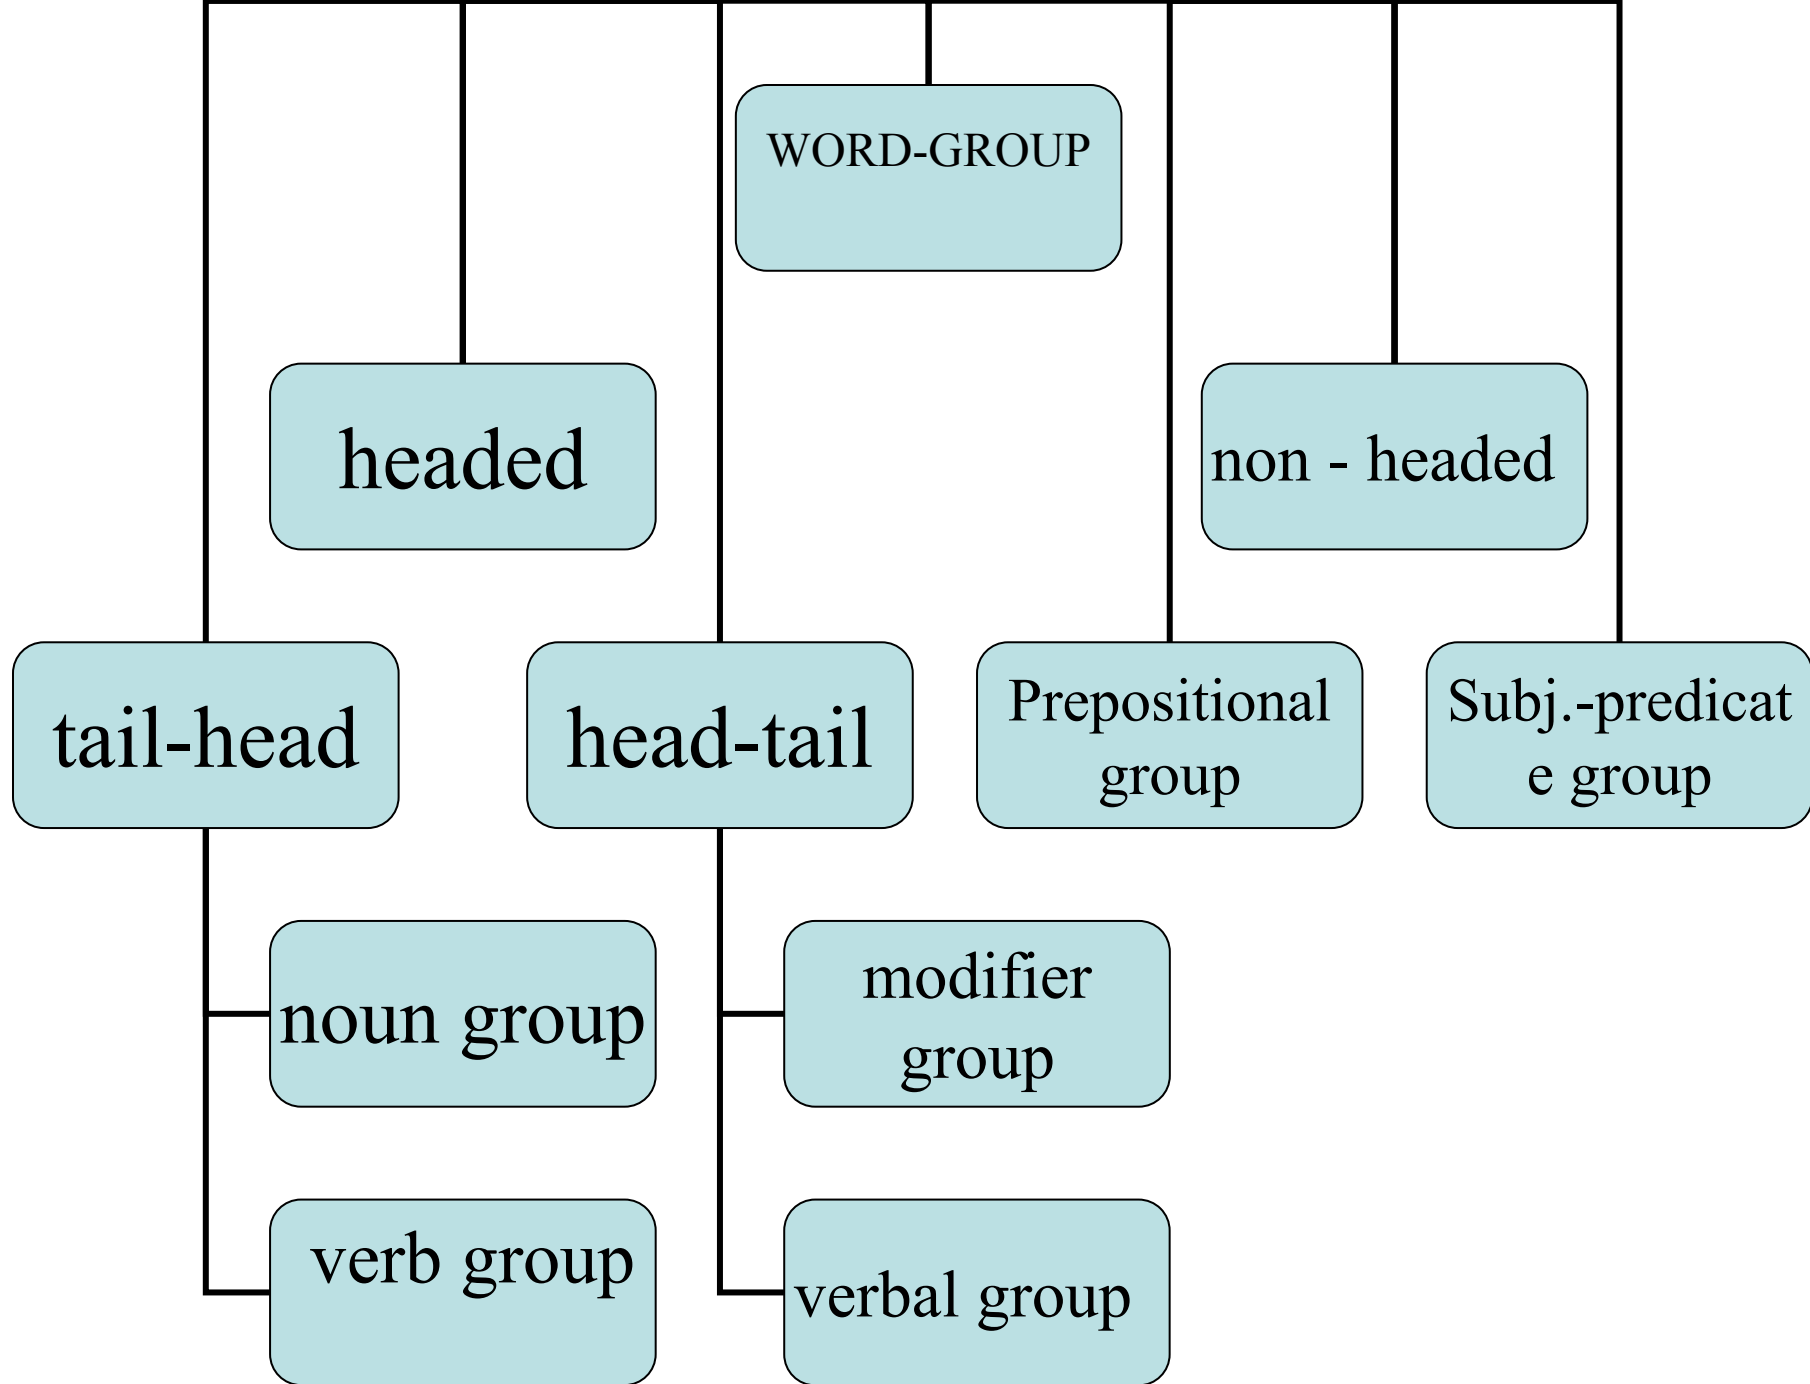 WORD-GROUP
headed
non - headed
tail-head
head-tail
Prepositional
group
Subj.-predicat
e group
noun group
modifier
group
verb group
verbal group